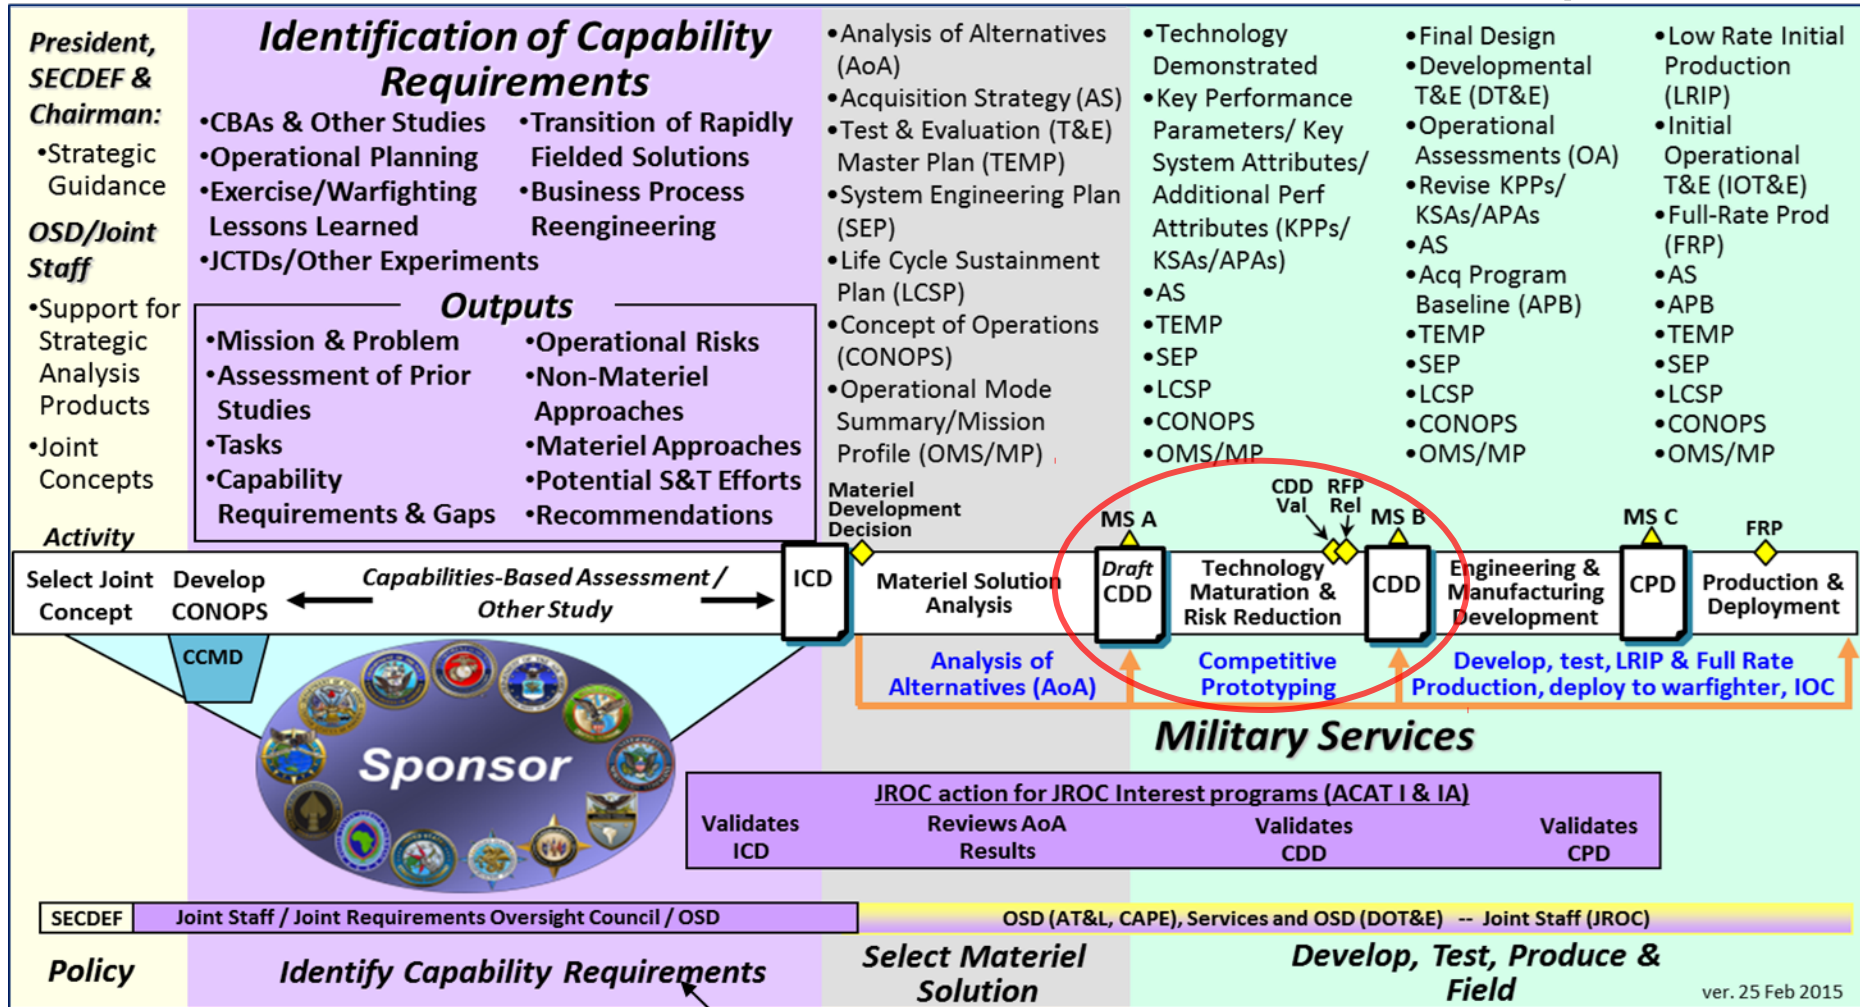 President,
SECDEF &
Chairman:
•Strategic
Guidance
OSD/Joint
Staff
•Support for
Strategic
Analysis
Products
•Joint
Concepts
Identification of Capability
Requirements
•CBAs & Other Studies
•Operational Planning
•Exercise/Warfighting
Lessons Learned
•JCTDs/Other Experiments
•Transition of Rapidly
Fielded Solutions
•Business Process
Reengineering
Outputs
•Mission & Problem
•Assessment of Prior
Studies
•Tasks
•Capability
Requirements & Gaps
•Operational Risks
•Non-Materiel
Approaches
•Materiel Approaches
•Potential S&T Efforts
•Recommendations
•Analysis of Alternatives
(AoA)
•Acquisition Strategy (AS)
•Test & Evaluation (T&E)
Master Plan (TEMP)
•System Engineering Plan
(SEP)
•Life Cycle Sustainment
Plan (LCSP)
•Concept of Operations
(CONOPS)
•Operational Mode
Summary/Mission
Profile (OMS/MP)
•Technology
Demonstrated
•Key Performance
Parameters/ Key
System Attributes/
Additional Perf
Attributes (KPPs/
KSAs/APAs)
•AS
•TEMP
•SEP
•LCSP
•CONOPS
•OMS/MP
•Final Design
•Developmental
T&E (DT&E)
•Operational
Assessments (OA)
•Revise KPPs/
KSAs/APAs
•AS
•Acq Program
Baseline (APB)
•TEMP
•SEP
•LCSP
•CONOPS
•OMS/MP
•Low Rate Initial
Production
(LRIP)
•Initial
Operational
T&E (IOT&E)
•Full-Rate Prod
(FRP)
•AS
•APB
•TEMP
•SEP
•LCSP
•CONOPS
•OMS/MP
Activity
Materiel
Development
Decision
MS A
CDD
Val
RFP
Rel
MS B
MS C
FRP
Select Joint
Concept
Develop
CONOPS
Capabilities-Based Assessment /
Other Study
ICD
Materiel Solution
Analysis
Draft
CDD
Technology
Maturation &
Risk Reduction
CDD
Engineering &
Manufacturing
Development
CPD
Production &
Deployment
CCMD
Analysis of
Alternatives (AoA)
Competitive
Prototyping
Develop, test, LRIP & Full Rate
Production, deploy to warfighter, IOC
Sponsor
Military Services
JROC action for JROC Interest programs (ACAT I & IA)
Validates
ICD
Reviews AoA
Results
Validates
CDD
Validates
CPD
SECDEF
Joint Staff / Joint Requirements Oversight Council / OSD
OSD (AT&L, CAPE), Services and OSD (DOT&E) -- Joint Staff (JROC)
Policy
Identify Capability Requirements
Select Materiel
Solution
Develop, Test, Produce &
Field
ver. 25 Feb 2015